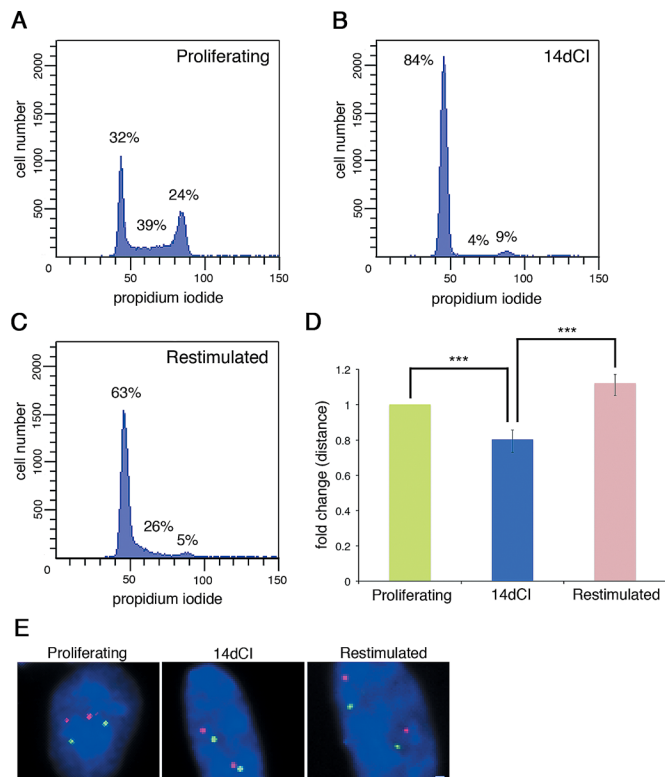 A
Proliferating
32%
24%
39%
cell number
2000
1500
1000
500
0
50
100
150
propidium iodide
B
14dCI
84%
4%
9%
cell number
2000
1500
1000
500
0
50
100
150
propidium iodide
C
Restimulated
63%
26%
5%
cell number
2000
1500
1000
500
0
50
100
150
propidium iodide
D
***
***
fold change (distance)
1.2
1
0.8
0.6
0.4
0.2
0
Proliferating
14dCI
Restimulated
E
Proliferating
14dCI
Restimulated